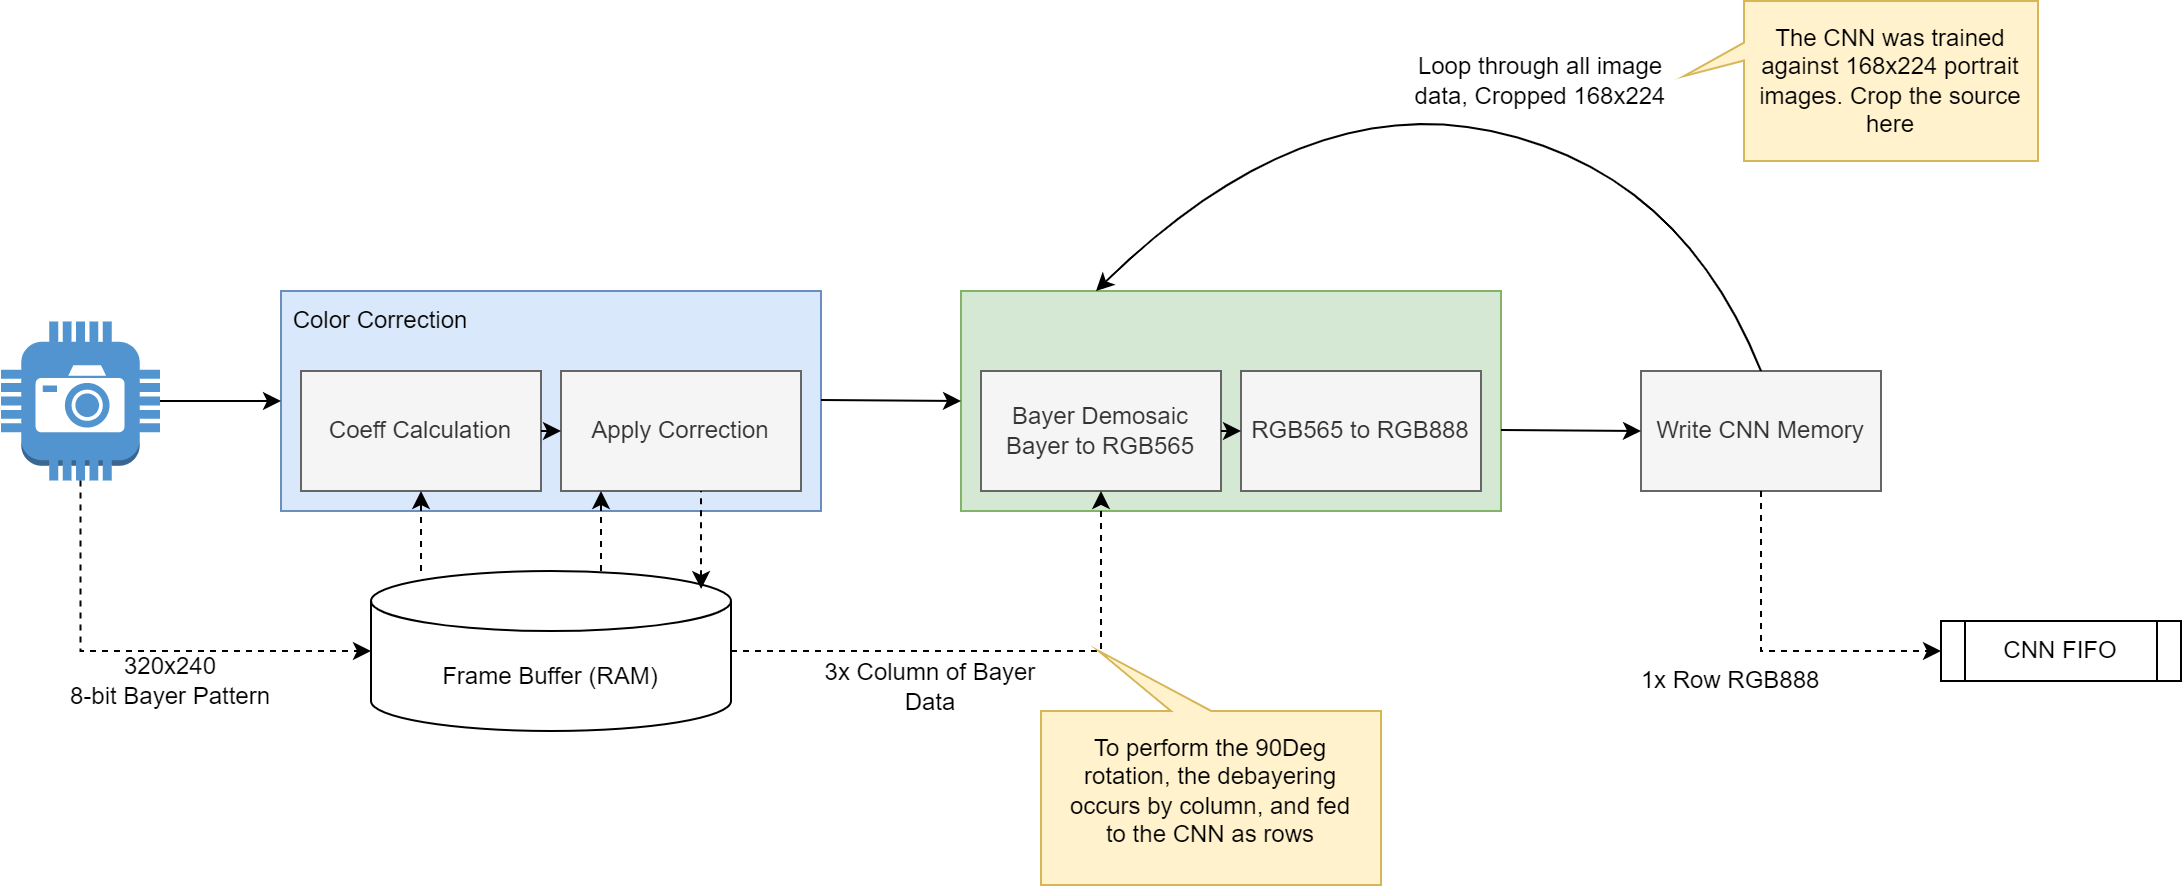 The CNN was trained
against 168x224 portrait
images. Crop the source
here
Loop through all image
data, Cropped 168x224
Color Correction
Coeff Calculation
Apply Correction
Bayer Demosaic
Bayer to RGB565
RGB565 to RGB888
Write CNN Memory
320x240
8-bit Bayer Pattern
Frame Buffer (RAM)
3x Column of Bayer
Data
1x Row RGB888
CNN FIFO
To perform the 90Deg
rotation, the debayering
occurs by column, and fed
to the CNN as rows